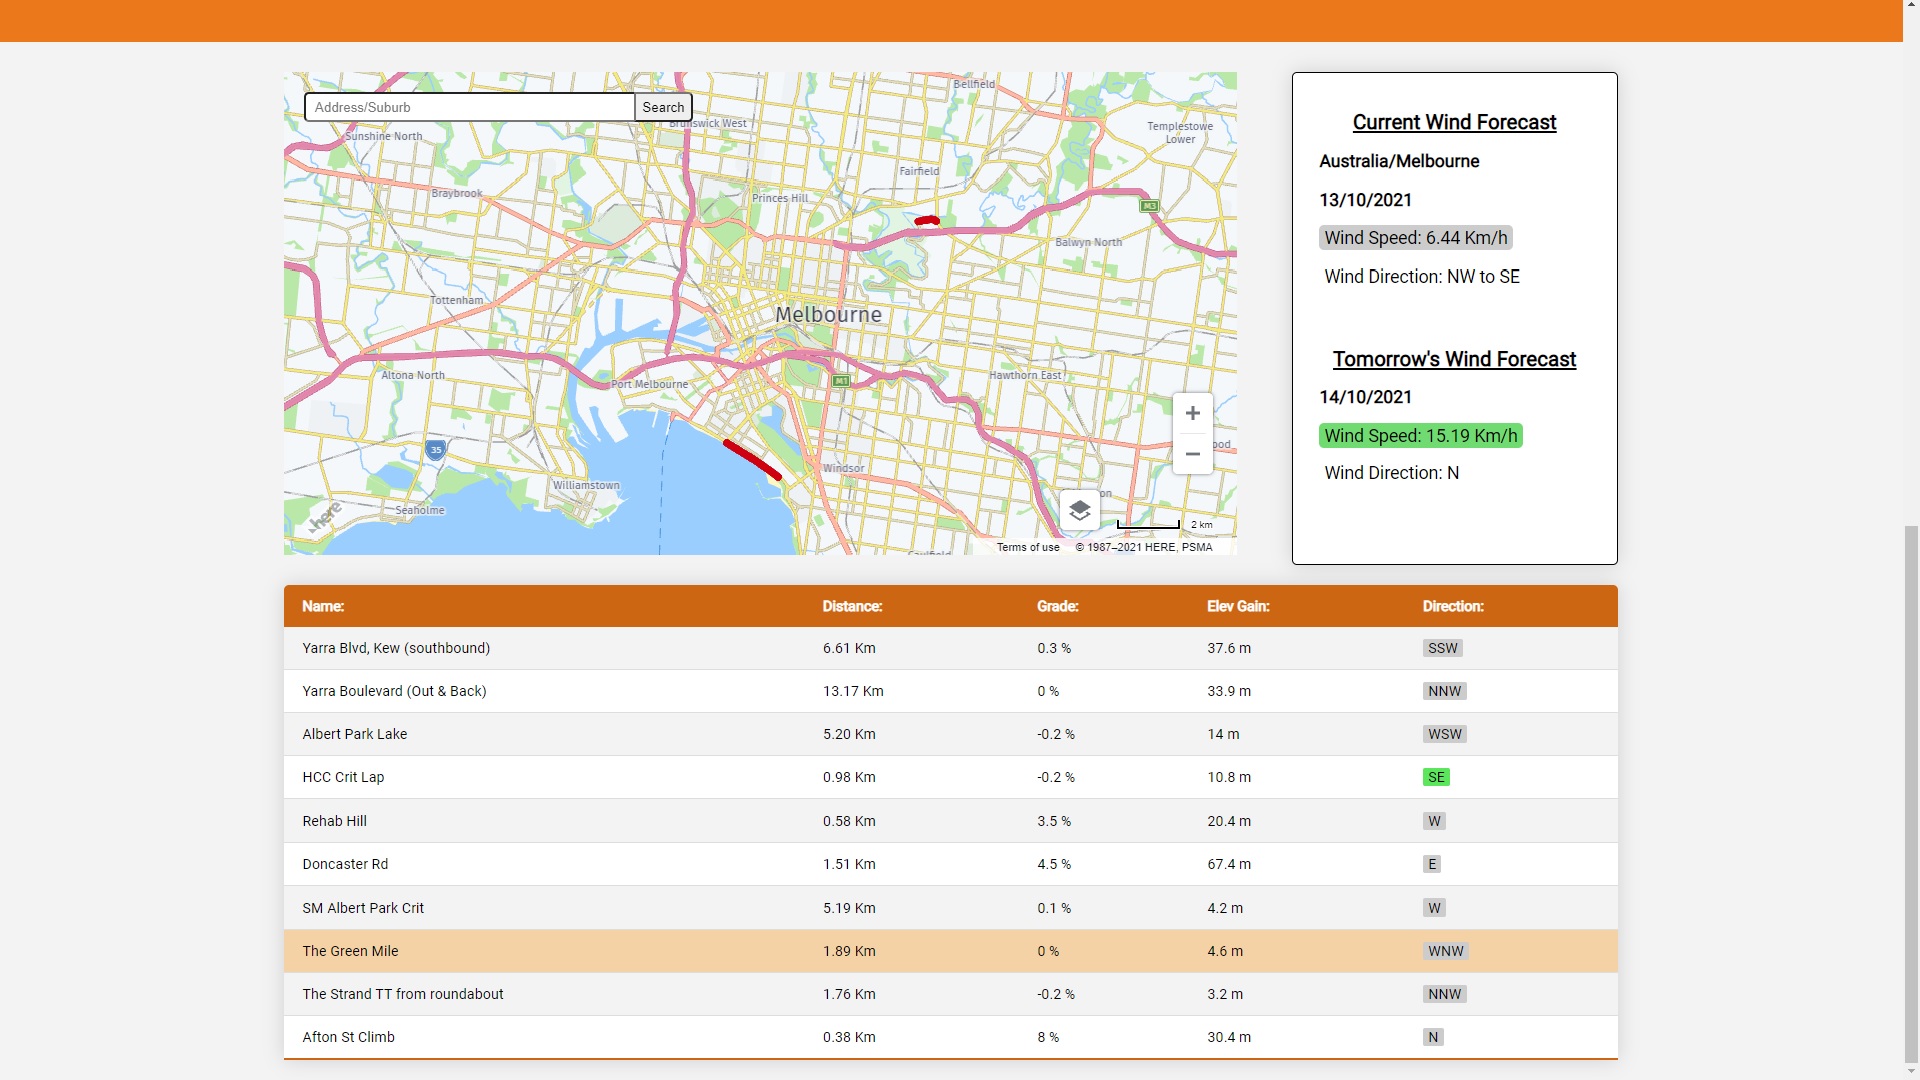 Address/Suburb
Search
Bellfield
Brunswick West
Templestowe
Lower
Sunshine North
Fairfield
Braybrook
Princes Hill
M3
Balwyn North
Tottenham
Melbourne
Altona North
Port Melbourne
M1
Hawthorn East
35
Windsor
Williamstown
Seaholme
here
2 km
Terms of use
© 1987–2021 HERE, PSMA
Current Wind Forecast
Australia/Melbourne
13/10/2021
Wind Speed: 6.44 Km/h
Wind Direction: NW to SE
Tomorrow's Wind Forecast
14/10/2021
Wind Speed: 15.19 Km/h
Wind Direction: N
Name: Distance: Grade: Elev Gain: Direction:
Yarra Blvd, Kew (southbound) 6.61 Km 0.3 % 37.6 m SSW
Yarra Boulevard (Out & Back) 13.17 Km 0 % 33.9 m NNW
Albert Park Lake 5.20 Km -0.2 % 14 m WSW
HCC Crit Lap 0.98 Km -0.2 % 10.8 m SE
Rehab Hill 0.58 Km 3.5 % 20.4 m W
Doncaster Rd 1.51 Km 4.5 % 67.4 m E
SM Albert Park Crit 5.19 Km 0.1 % 4.2 m W
The Green Mile 1.89 Km 0 % 4.6 m WNW
The Strand TT from roundabout 1.76 Km -0.2 % 3.2 m NNW
Afton St Climb 0.38 Km 8 % 30.4 m N